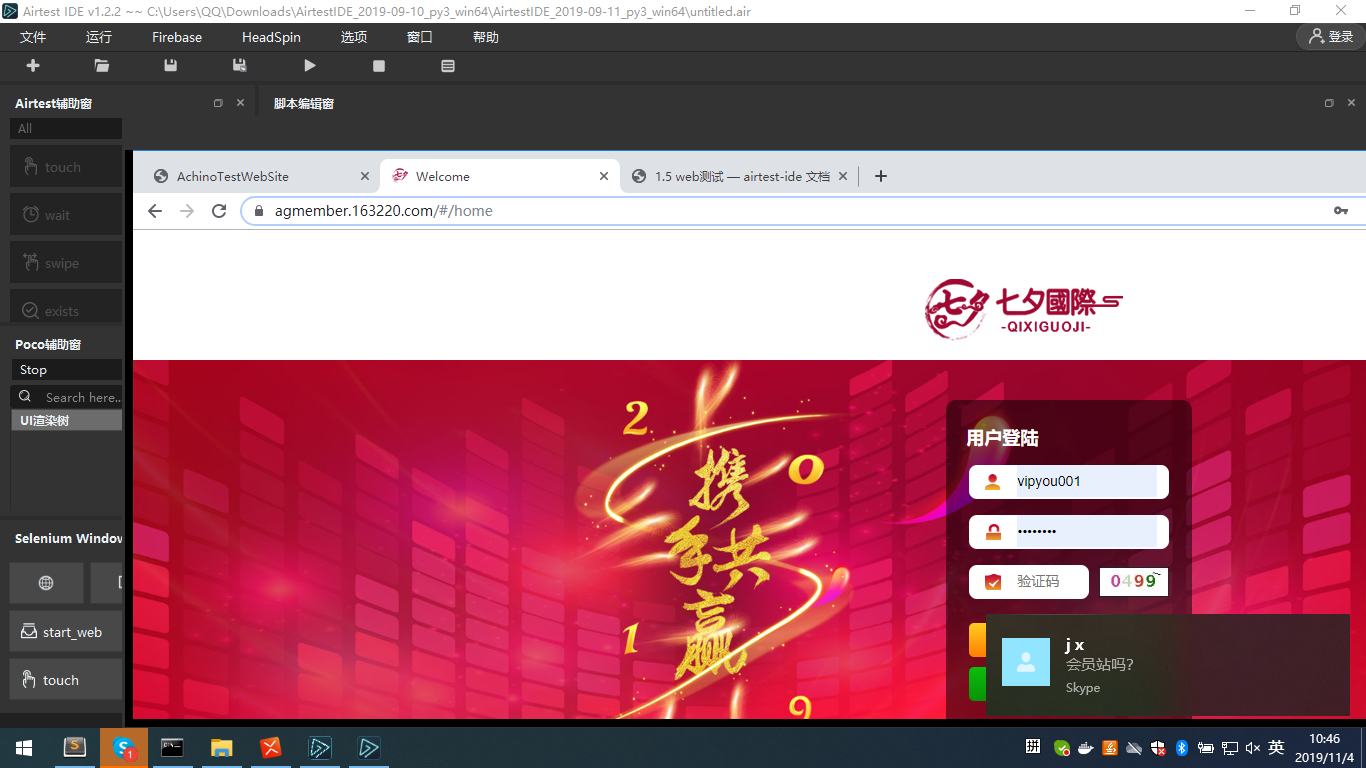 Airtest IDE v1.2.2 ~~ C:\Users\QQ\Downloads\AirtestIDE_2019-09-10_py3_win64\AirtestIDE_2019-09-11_py3_win64\untitled.air
文件 运行 Firebase HeadSpin 选项 窗口 帮助 登录
Airtest辅助窗 脚本编辑窗
All
touch
wait
swipe
exists
Poco辅助窗
Stop
Search here..
UI渲染树
Selenium Window
start_web
touch
AchinoTestWebSite Welcome 1.5 web测试 — airtest-ide 文档
agmember.163220.com/#/home
七夕 七夕國際
-QIXIGUOJI-
2 0 1 9
携手共赢
用户登陆
vipyou001
••••••••
验证码 0499
j x
会员站吗?
Skype
1
拼 英 10:46
2019/11/4